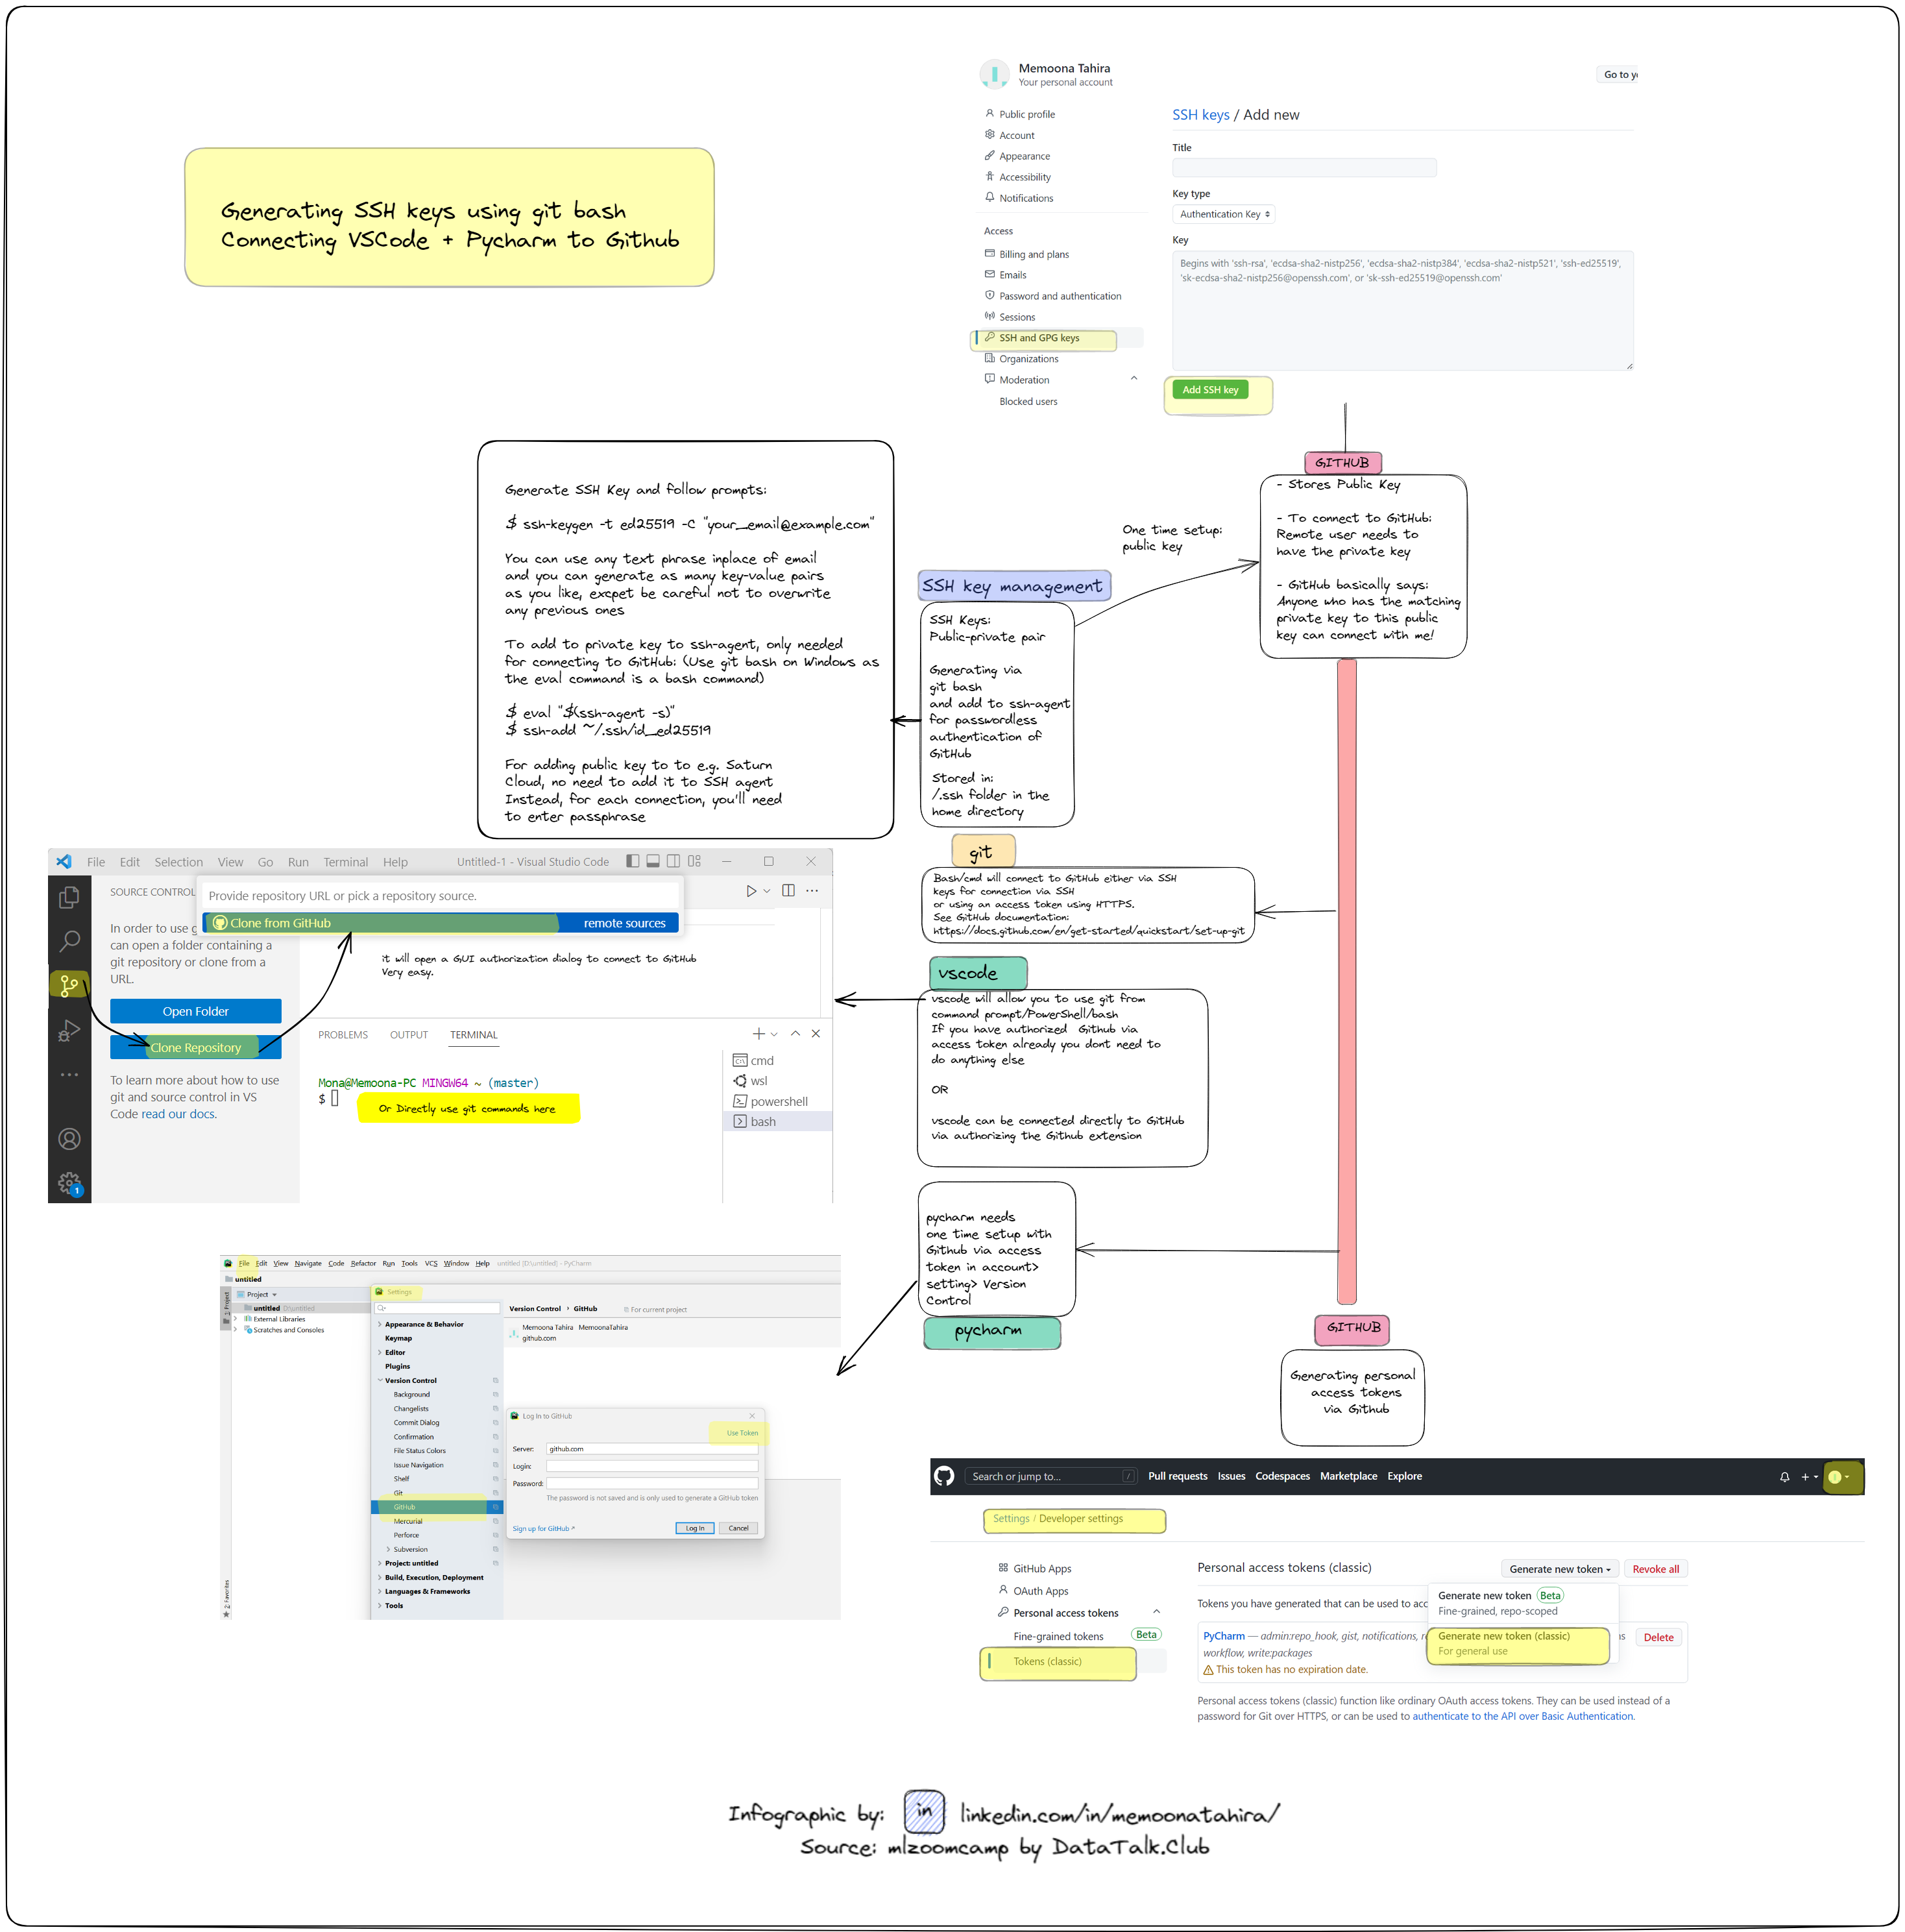 Generating SSH keys using git bash
Connecting VSCode + Pycharm to Github
Memoona Tahira
Your personal account
Go to y
Public profile
Account
Appearance
Accessibility
Notifications
Access
Billing and plans
Emails
Password and authentication
Sessions
SSH and GPG keys
Organizations
Moderation
Blocked users
SSH keys / Add new
Title
Key type
Authentication Key
Key
Begins with 'ssh-rsa', 'ecdsa-sha2-nistp256', 'ecdsa-sha2-nistp384', 'ecdsa-sha2-nistp521', 'ssh-ed25519',
'sk-ecdsa-sha2-nistp256@openssh.com', or 'sk-ssh-ed25519@openssh.com'
Add SSH key
GITHUB
- Stores Public Key
- To connect to GitHub:
Remote user needs to
have the private key
- GitHub basically says:
Anyone who has the matching
private key to this public
key can connect with me!
One time setup:
public key
Generate SSH Key and follow prompts:
$ ssh-keygen -t ed25519 -C "your_email@example.com"
You can use any text phrase inplace of email
and you can generate as many key-value pairs
as you like, excpet be careful not to overwrite
any previous ones
To add to private key to ssh-agent, only needed
for connecting to GitHub: (Use git bash on Windows as
the eval command is a bash command)
$ eval "$(ssh-agent -s)"
$ ssh-add ~/.ssh/id_ed25519
For adding public key to to e.g. Saturn
Cloud, no need to add it to SSH agent
Instead, for each connection, you'll need
to enter passphrase
SSH key management
SSH Keys:
Public-private pair
Generating via
git bash
and add to ssh-agent
for passwordless
authentication of
GitHub
Stored in:
/.ssh folder in the
home directory
git
Bash/cmd will connect to GitHub either via SSH
keys for connection via SSH
or using an access token using HTTPS.
See GitHub documentation:
https://docs.github.com/en/get-started/quickstart/set-up-git
File Edit Selection View Go Run Terminal Help Untitled-1 - Visual Studio Code
SOURCE CONTROL
Provide repository URL or pick a repository source.
Clone from GitHub remote sources
In order to use g
can open a folder containing a
git repository or clone from a
URL.
Open Folder
Clone Repository
To learn more about how to use
git and source control in VS
Code read our docs.
1
it will open a GUI authorization dialog to connect to GitHub
Very easy.
PROBLEMS OUTPUT TERMINAL
Mona@Memoona-PC MINGW64 ~ (master)
$
Or Directly use git commands here
cmd
wsl
powershell
bash
vscode
vscode will allow you to use git from
command prompt/PowerShell/bash
If you have authorized Github via
access token already you dont need to
do anything else
OR
vscode can be connected directly to GitHub
via authorizing the Github extension
pycharm needs
one time setup with
Github via access
token in account>
setting> Version
Control
pycharm
File Edit View Navigate Code Refactor Run Tools VCS Window Help untitled [D:\untitled] - PyCharm
untitled
1: Project
Project
untitled D:\untitled
External Libraries
Scratches and Consoles
2: Favorites
Settings
Appearance & Behavior
Keymap
Editor
Plugins
Version Control
Background
Changelists
Commit Dialog
Confirmation
File Status Colors
Issue Navigation
Shelf
Git
GitHub
Mercurial
Perforce
Subversion
Project: untitled
Build, Execution, Deployment
Languages & Frameworks
Tools
Version Control › GitHub For current project
Memoona Tahira MemoonaTahira
github.com
Log In to GitHub
Use Token
Server: github.com
Login:
Password:
The password is not saved and is only used to generate a GitHub token
Sign up for GitHub
Log In Cancel
GITHUB
Generating personal
access tokens
via Github
Search or jump to... / Pull requests Issues Codespaces Marketplace Explore
Settings / Developer settings
GitHub Apps
OAuth Apps
Personal access tokens
Fine-grained tokens Beta
Tokens (classic)
Personal access tokens (classic) Generate new token Revoke all
Generate new token Beta
Fine-grained, repo-scoped
Generate new token (classic)
For general use
Tokens you have generated that can be used to acc
PyCharm — admin:repo_hook, gist, notifications, re ns Delete
workflow, write:packages
This token has no expiration date.
Personal access tokens (classic) function like ordinary OAuth access tokens. They can be used instead of a
password for Git over HTTPS, or can be used to authenticate to the API over Basic Authentication.
Infographic by: in linkedin.com/in/memoonatahira/
Source: mlzoomcamp by DataTalk.Club